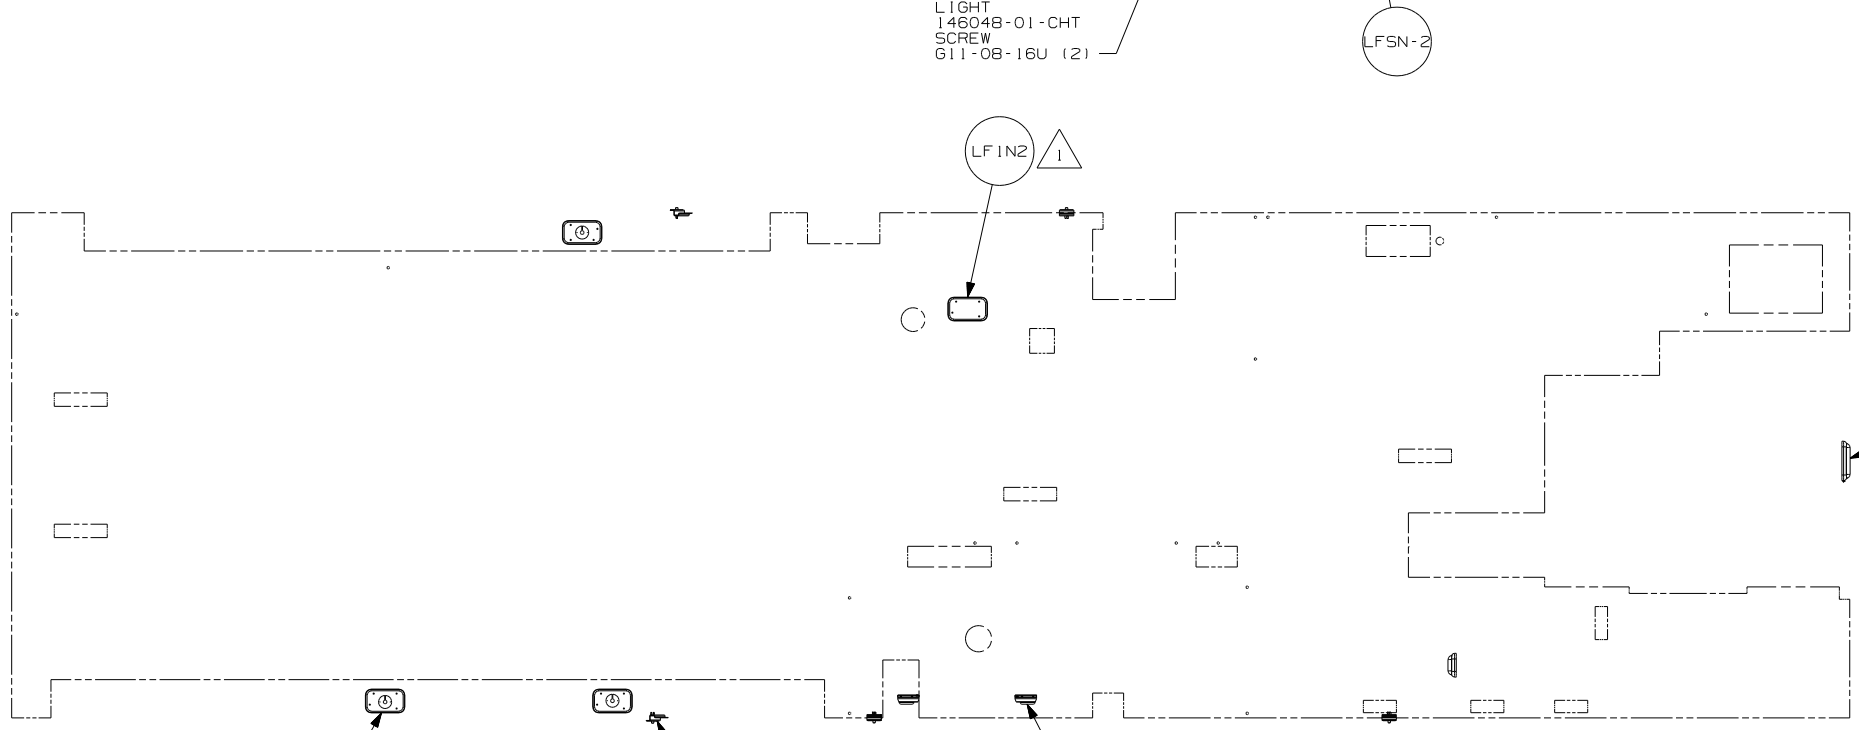 LIGHT
146048-01-CHT
SCREW
G11-08-16U (2)
LFSN-2
LF1N2
1